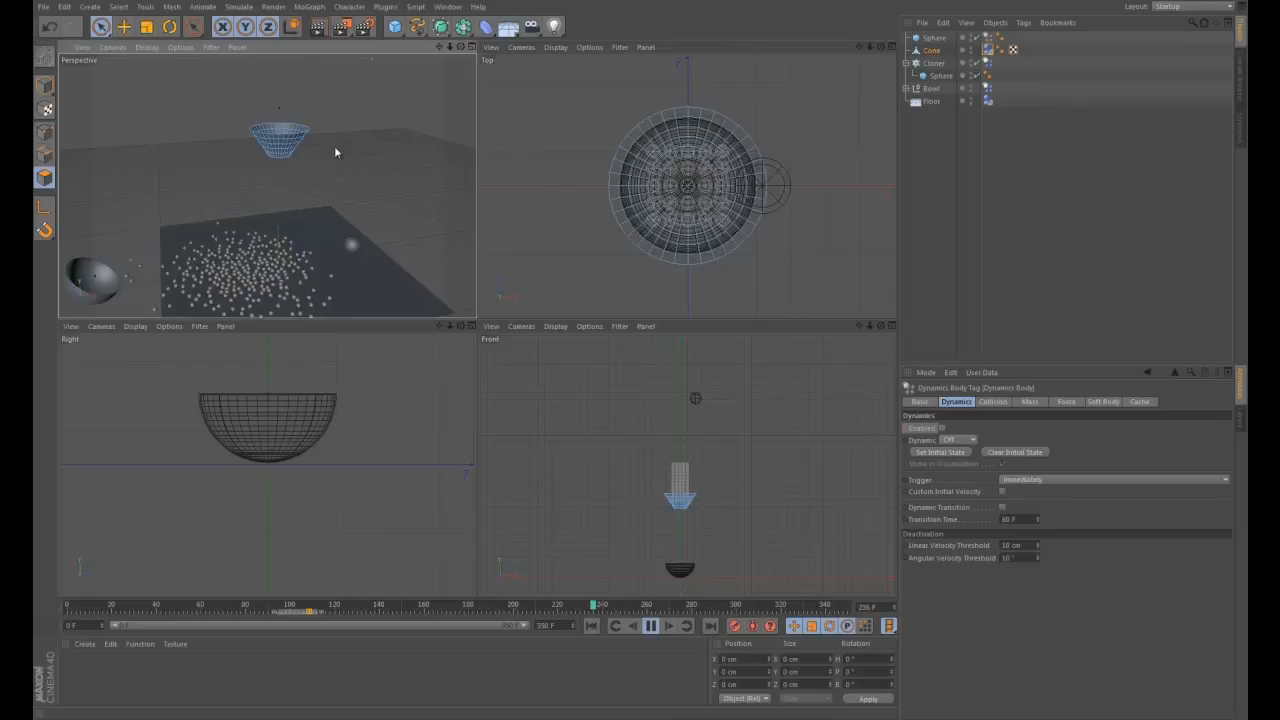 File Edit Create Select Tools Mesh Animate Simulate Render MoGraph Character Plugins Script Window Help Layout: Startup
File Edit View Objects Tags Bookmarks
X Y Z
View Cameras Display Options Filter Panel
View Cameras Display Options Filter Panel
Perspective
Top
Z
Sphere
Cone
Cloner
Sphere
Bowl
Floor
View Cameras Display Options Filter Panel
View Cameras Display Options Filter Panel
Right
Front
Z
Mode Edit User Data
Dynamics Body Tag [Dynamics Body]
Basic Dynamics Collision Mass Force Soft Body Cache
Dynamics
Enabled
Dynamic Off
Set Initial State Clear Initial State
Show in Visualization
Trigger Immediately
Custom Initial Velocity
Dynamic Transition
Transition Time 60 F
Deactivation
Linear Velocity Threshold 10 cm
Angular Velocity Threshold 10 °
0 20 40 60 80 100 120 140 160 180 200 220 240 260 280 300 320 340 236 F
0 F 0 F 350 F 350 F
Create Edit Function Texture
Position Size Rotation
X 0 cm X 0 cm H 0 °
Y 0 cm Y 0 cm P 0 °
Z 0 cm Z 0 cm B 0 °
Object (Rel) Size Apply
MAXON
CINEMA 4D